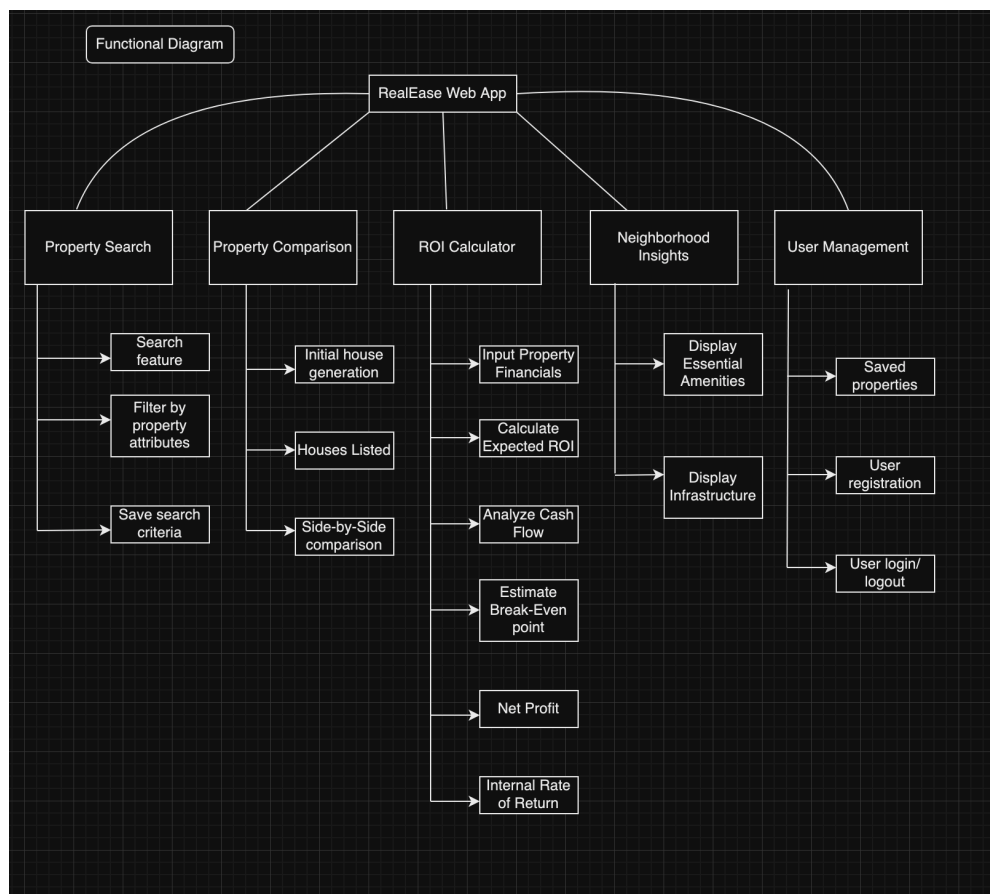 Functional Diagram
RealEase Web App
Property Search
Property Comparison
ROI Calculator
Neighborhood
Insights
User Management
Search
feature
Filter by
property
attributes
Save search
criteria
Initial house
generation
Houses Listed
Side-by-Side
comparison
Input Property
Financials
Calculate
Expected ROI
Analyze Cash
Flow
Estimate
Break-Even
point
Net Profit
Internal Rate
of Return
Display
Essential
Amenities
Display
Infrastructure
Saved
properties
User
registration
User login/
logout